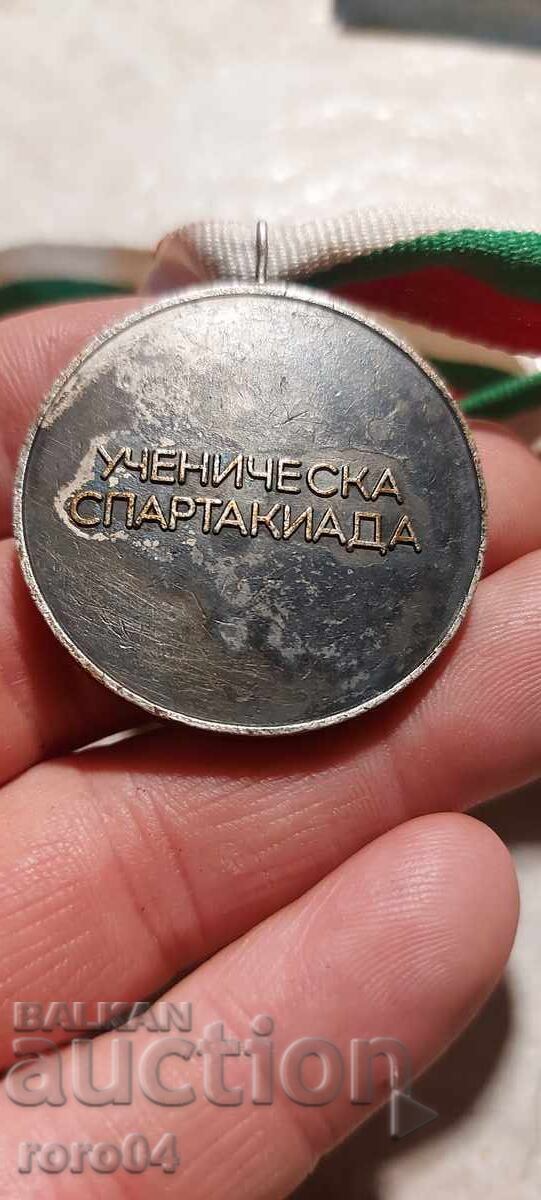 УЧЕНИЧЕСКА
СПАРТАКИАДА
BALKAN
auction
roro04